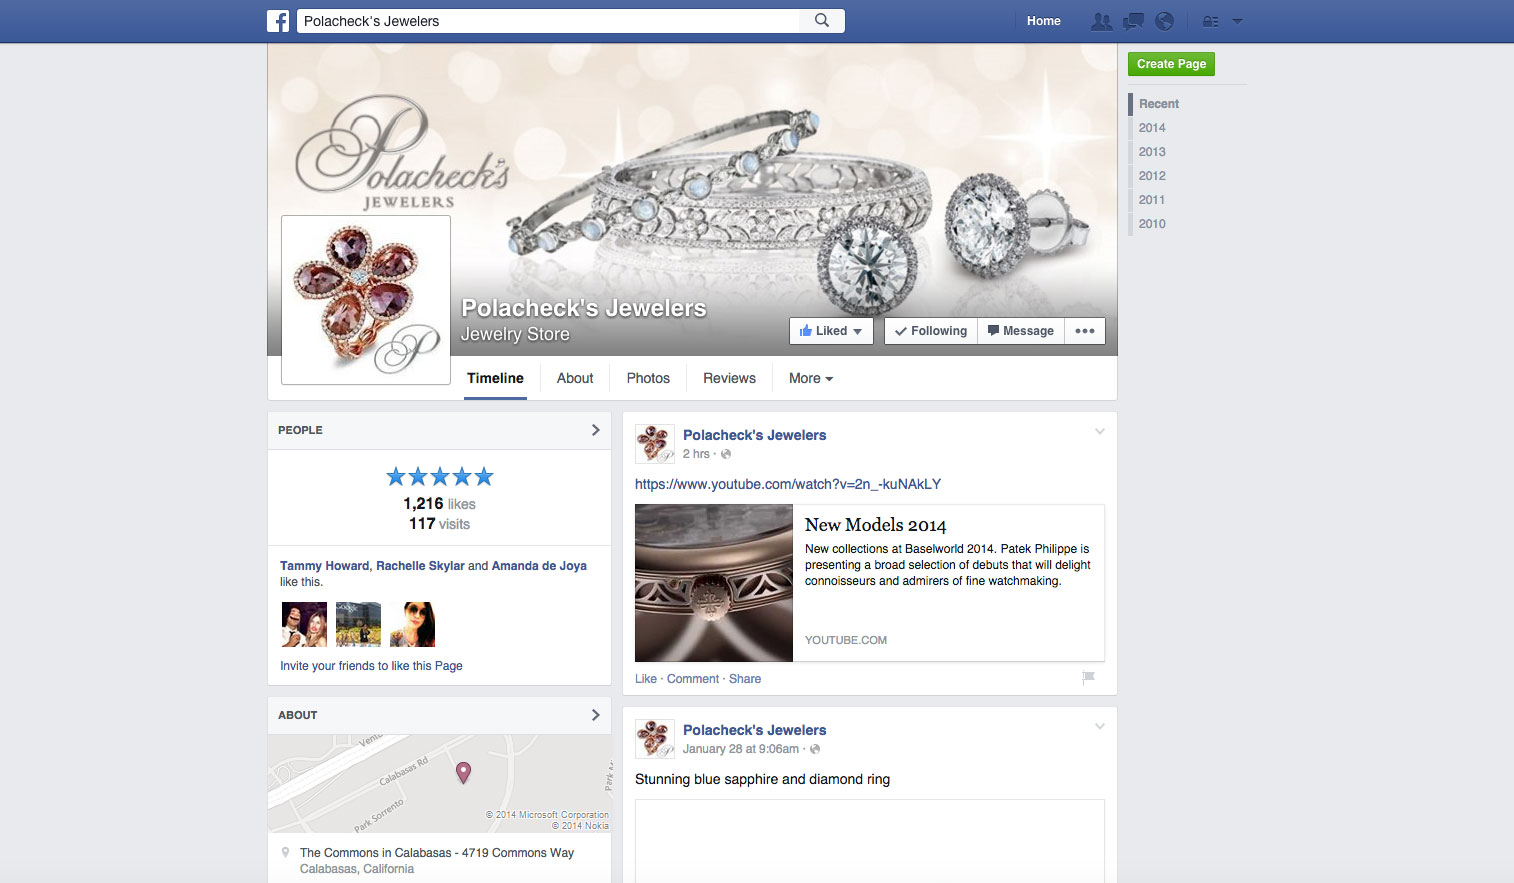 Polacheck's Jewelers
Home
Create Page
Recent
2014
2013
2012
2011
2010
Polacheck's
JEWELERS
Polacheck's Jewelers
Jewelry Store
Liked
Following
Message
Timeline
About
Photos
Reviews
More
PEOPLE
1,216 likes
117 visits
Tammy Howard, Rachelle Skylar and Amanda de Joya
like this.
Google
Invite your friends to like this Page
ABOUT
Calabasas Rd
Park Sorrento
© 2014 Microsoft Corporation
© 2014 Nokia
The Commons in Calabasas - 4719 Commons Way
Calabasas, California
Polacheck's Jewelers
2 hrs ·
https://www.youtube.com/watch?v=2n_-kuNAkLY
New Models 2014
New collections at Baselworld 2014. Patek Philippe is
presenting a broad selection of debuts that will delight
connoisseurs and admirers of fine watchmaking.
YOUTUBE.COM
Like · Comment · Share
Polacheck's Jewelers
January 28 at 9:06am ·
Stunning blue sapphire and diamond ring